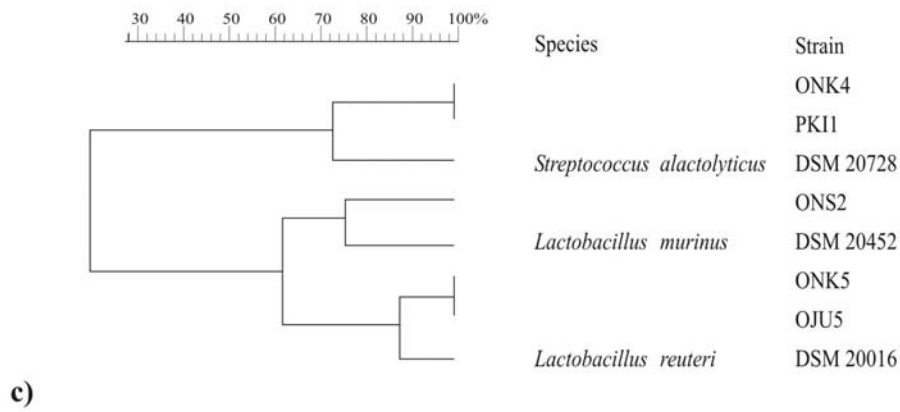 30 40 50 60 70 80 90 100%
Species Strain
ONK4
PKI1
Streptococcus alactolyticus DSM 20728
ONS2
Lactobacillus murinus DSM 20452
ONK5
OJU5
Lactobacillus reuteri DSM 20016
c)